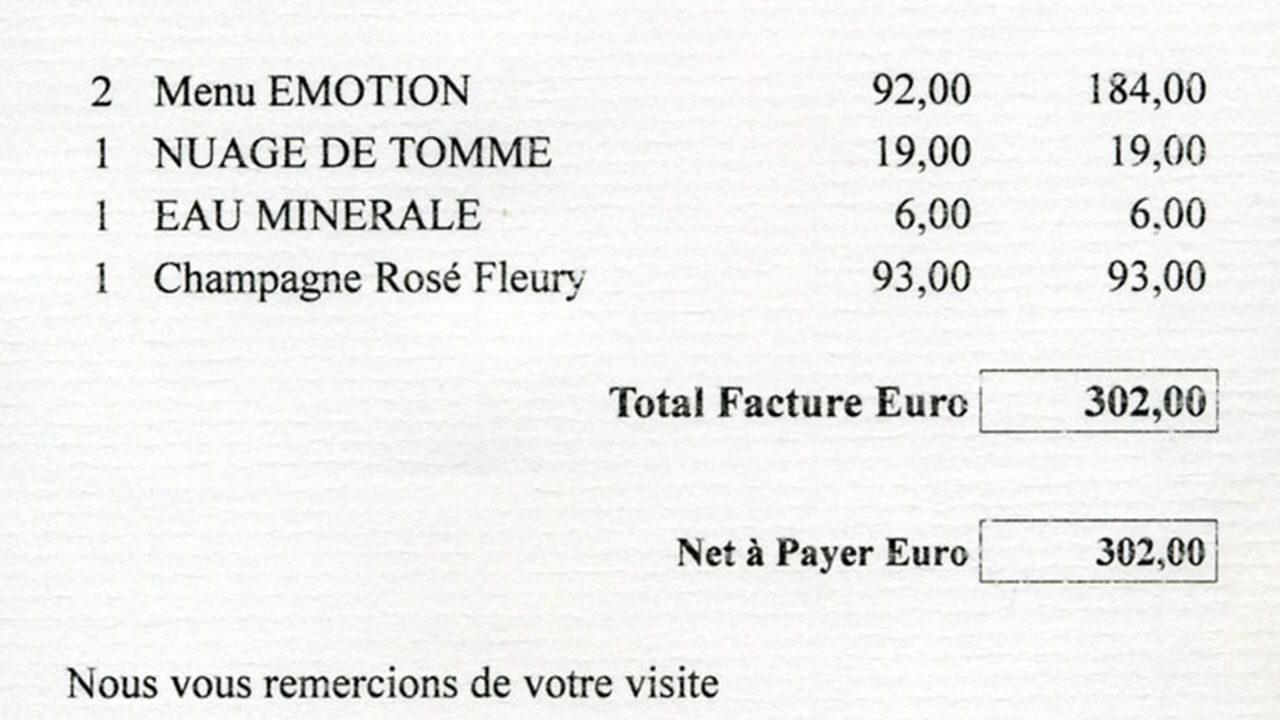 2 Menu EMOTION 92,00 184,00
1 NUAGE DE TOMME 19,00 19,00
1 EAU MINERALE 6,00 6,00
1 Champagne Rosé Fleury 93,00 93,00
Total Facture Euro 302,00
Net à Payer Euro 302,00
Nous vous remercions de votre visite